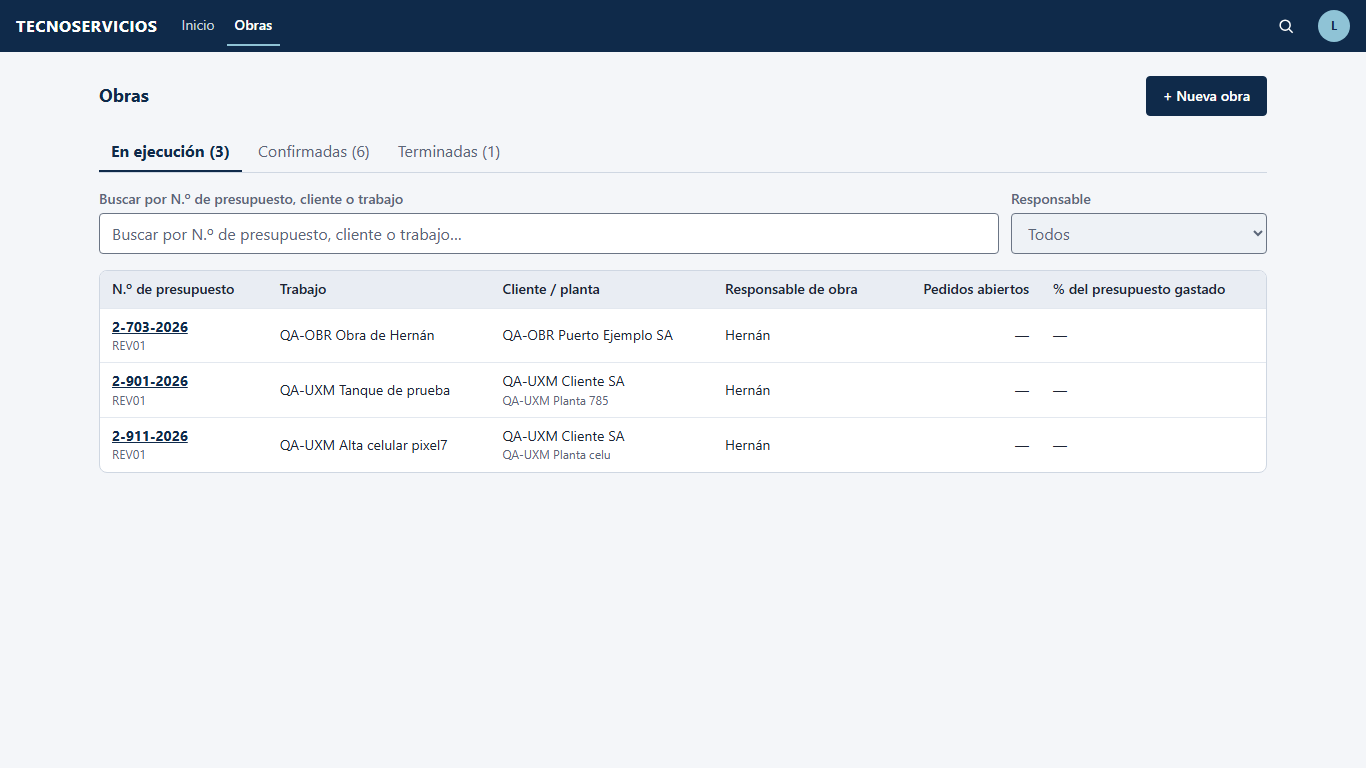 TECNOSERVICIOS Inicio Obras L
Obras
+ Nueva obra
En ejecución (3) Confirmadas (6) Terminadas (1)
Buscar por N.º de presupuesto, cliente o trabajo Responsable
Buscar por N.º de presupuesto, cliente o trabajo... Todos
N.º de presupuesto Trabajo Cliente / planta Responsable de obra Pedidos abiertos % del presupuesto gastado
2-703-2026 QA-OBR Obra de Hernán QA-OBR Puerto Ejemplo SA Hernán — —
REV01
2-901-2026 QA-UXM Tanque de prueba QA-UXM Cliente SA Hernán — —
REV01 QA-UXM Planta 785
2-911-2026 QA-UXM Alta celular pixel7 QA-UXM Cliente SA Hernán — —
REV01 QA-UXM Planta celu